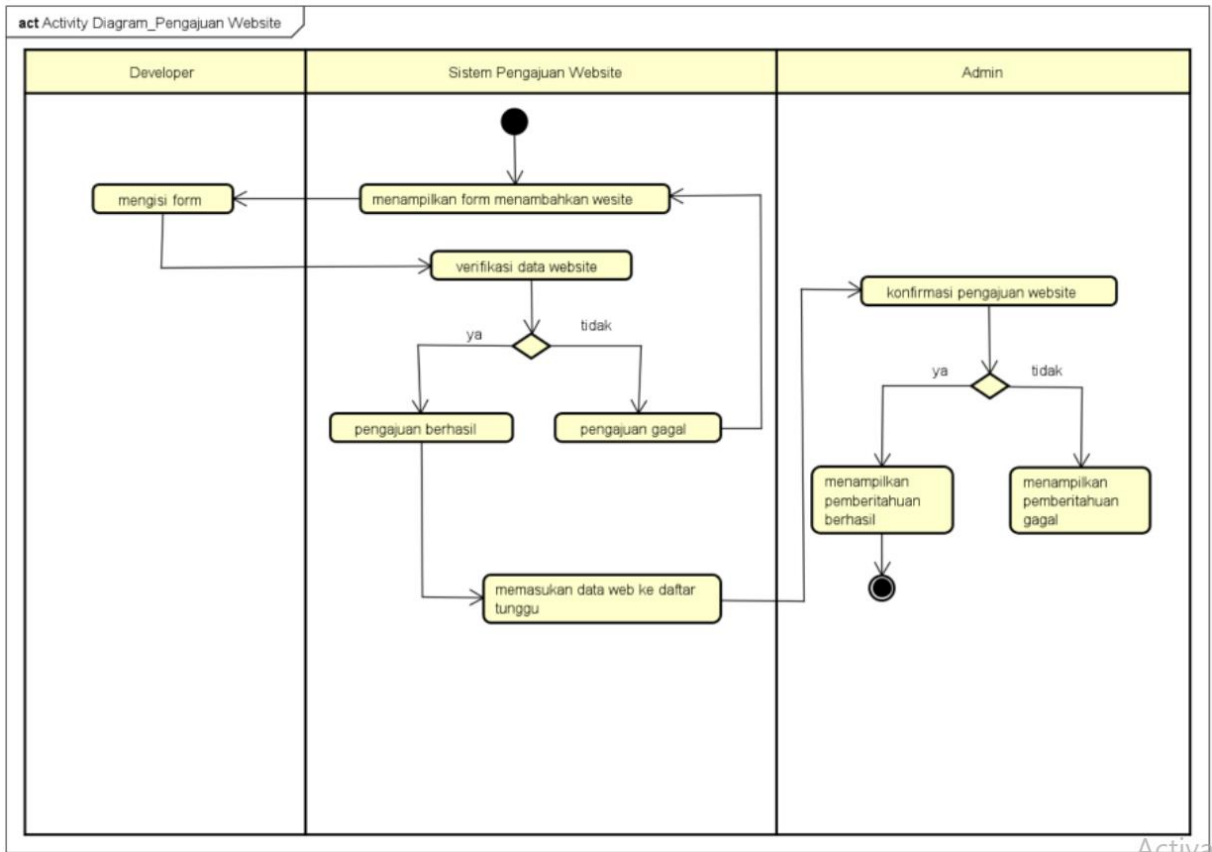 act Activity Diagram_Pengajuan Website
Developer
Sistem Pengajuan Website
Admin
mengisi form
menampilkan form menambahkan wesite
verifikasi data website
konfirmasi pengajuan website
ya
tidak
ya
tidak
pengajuan berhasil
pengajuan gagal
menampilkan
pemberitahuan
berhasil
menampilkan
pemberitahuan
gagal
memasukan data web ke daftar
tunggu
Activa